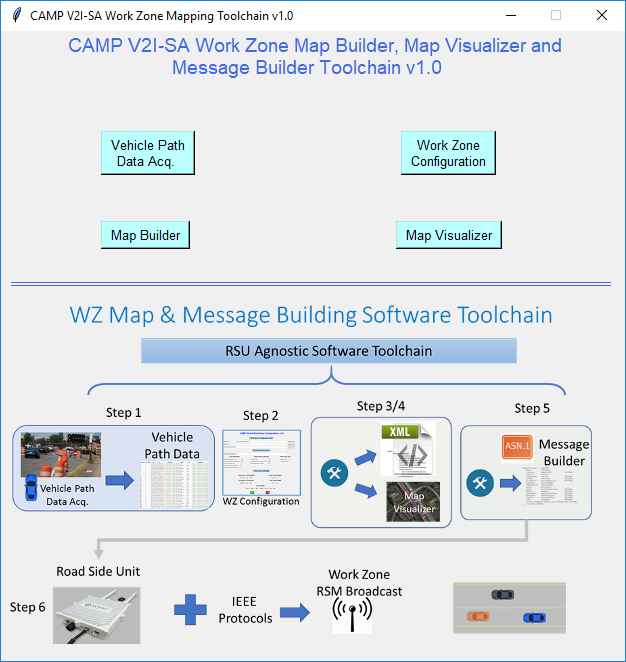 CAMP V2I-SA Work Zone Mapping Toolchain v1.0
CAMP V2I-SA Work Zone Map Builder, Map Visualizer and
Message Builder Toolchain v1.0
Vehicle Path
Data Acq.
Work Zone
Configuration
Map Builder
Map Visualizer
WZ Map & Message Building Software Toolchain
RSU Agnostic Software Toolchain
Step 1
Step 2
Step 3/4
Step 5
Vehicle
Path Data
Vehicle Path
Data Acq.
WZ Configuration
XML
</>
Map
Visualizer
ASN.1
Message
Builder
Road Side Unit
Step 6
IEEE
Protocols
Work Zone
RSM Broadcast